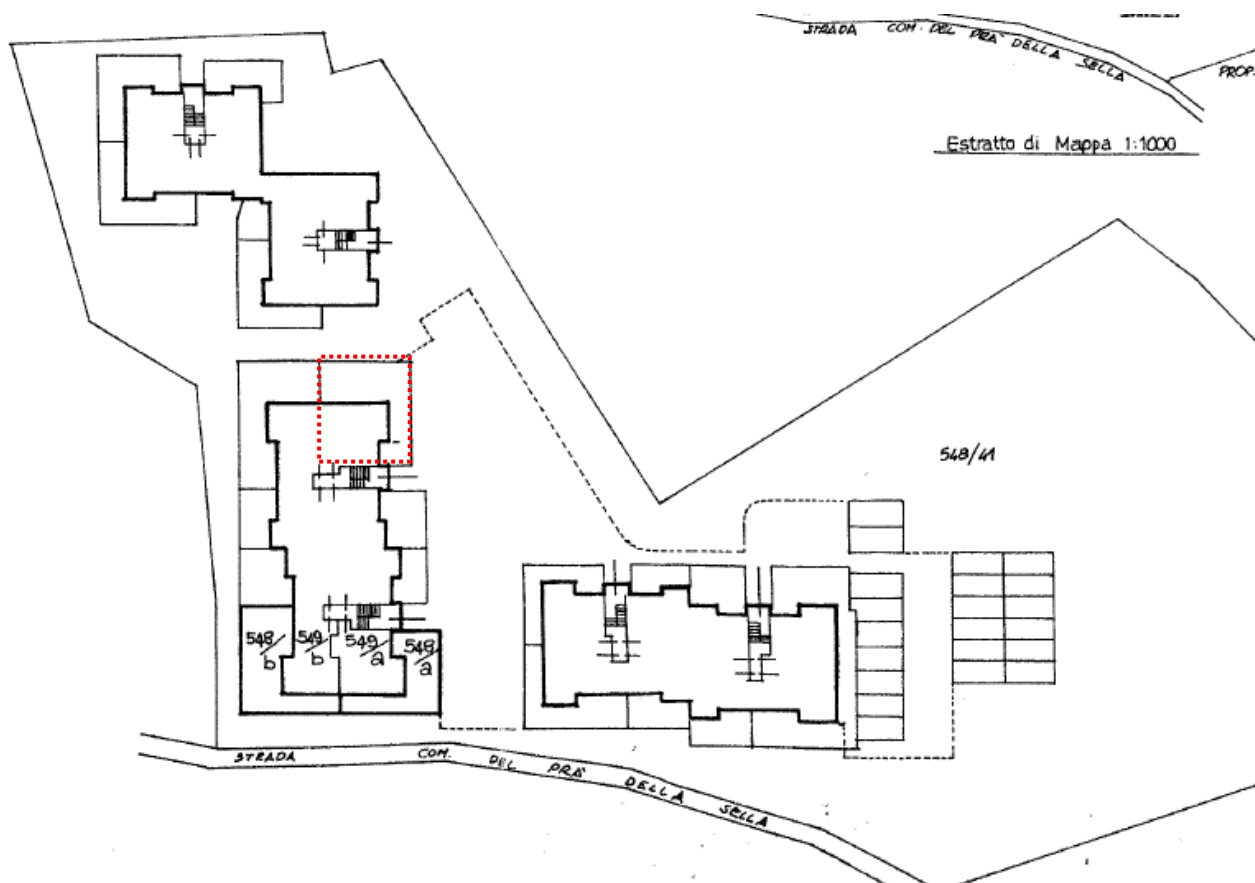 STRADA COM. DEL PRA' DELLA SELLA
PROP.
Estratto di Mappa 1:1000
548/41
548/b
549/b
549/a
548/a
STRADA COM. DEL PRA' DELLA SELLA